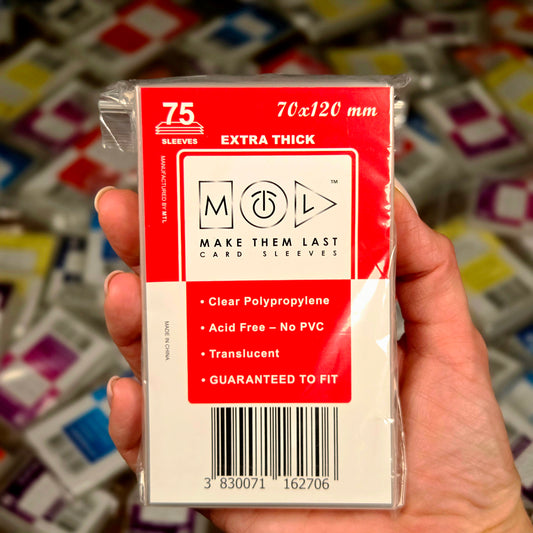 75
SLEEVES
70x120 mm
EXTRA THICK
MANUFACTURED BY MTL
M T L ™
MAKE THEM LAST
CARD SLEEVES
• Clear Polypropylene
• Acid Free – No PVC
• Translucent
• GUARANTEED TO FIT
MADE IN CHINA
3 830071 162706